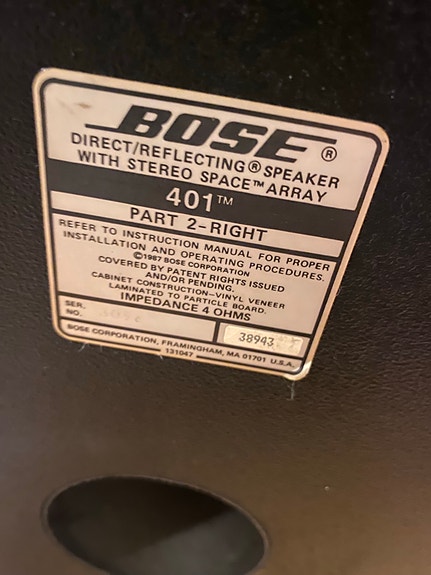 BOSE®
DIRECT/REFLECTING® SPEAKER
WITH STEREO SPACE™ ARRAY
401™
PART 2-RIGHT
REFER TO INSTRUCTION MANUAL FOR PROPER
INSTALLATION AND OPERATING PROCEDURES.
©1987 BOSE CORPORATION
COVERED BY PATENT RIGHTS ISSUED
AND/OR PENDING.
CABINET CONSTRUCTION-VINYL VENEER
LAMINATED TO PARTICLE BOARD.
IMPEDANCE 4 OHMS
SER.
NO.
38943
BOSE CORPORATION, FRAMINGHAM, MA 01701 U.S.A.
131047